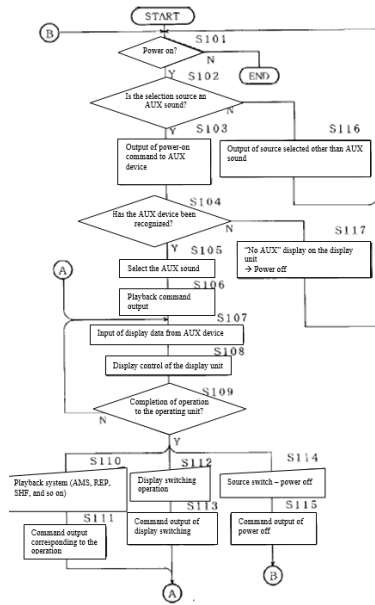 START
B
S101
Power on?
N
Y
S102
END
Is the selection source an
AUX sound?
N
Y
S103
S116
Output of power-on
command to AUX
device
Output of source selected other than AUX
sound
S104
Has the AUX device been
recognized?
N
S117
Y
S105
"No AUX" display on the display
unit
→ Power off
A
Select the AUX sound
S106
Playback command
output
S107
Input of display data from AUX device
S108
Display control of the display unit
S109
Completion of operation
to the operating unit?
N
Y
S110
S112
S114
Playback system (AMS, REP,
SHF, and so on)
Display switching
operation
Source switch – power off
S111
S113
S115
Command output
corresponding to the
operation
Command output of
display switching
Command output of
power off
A
B